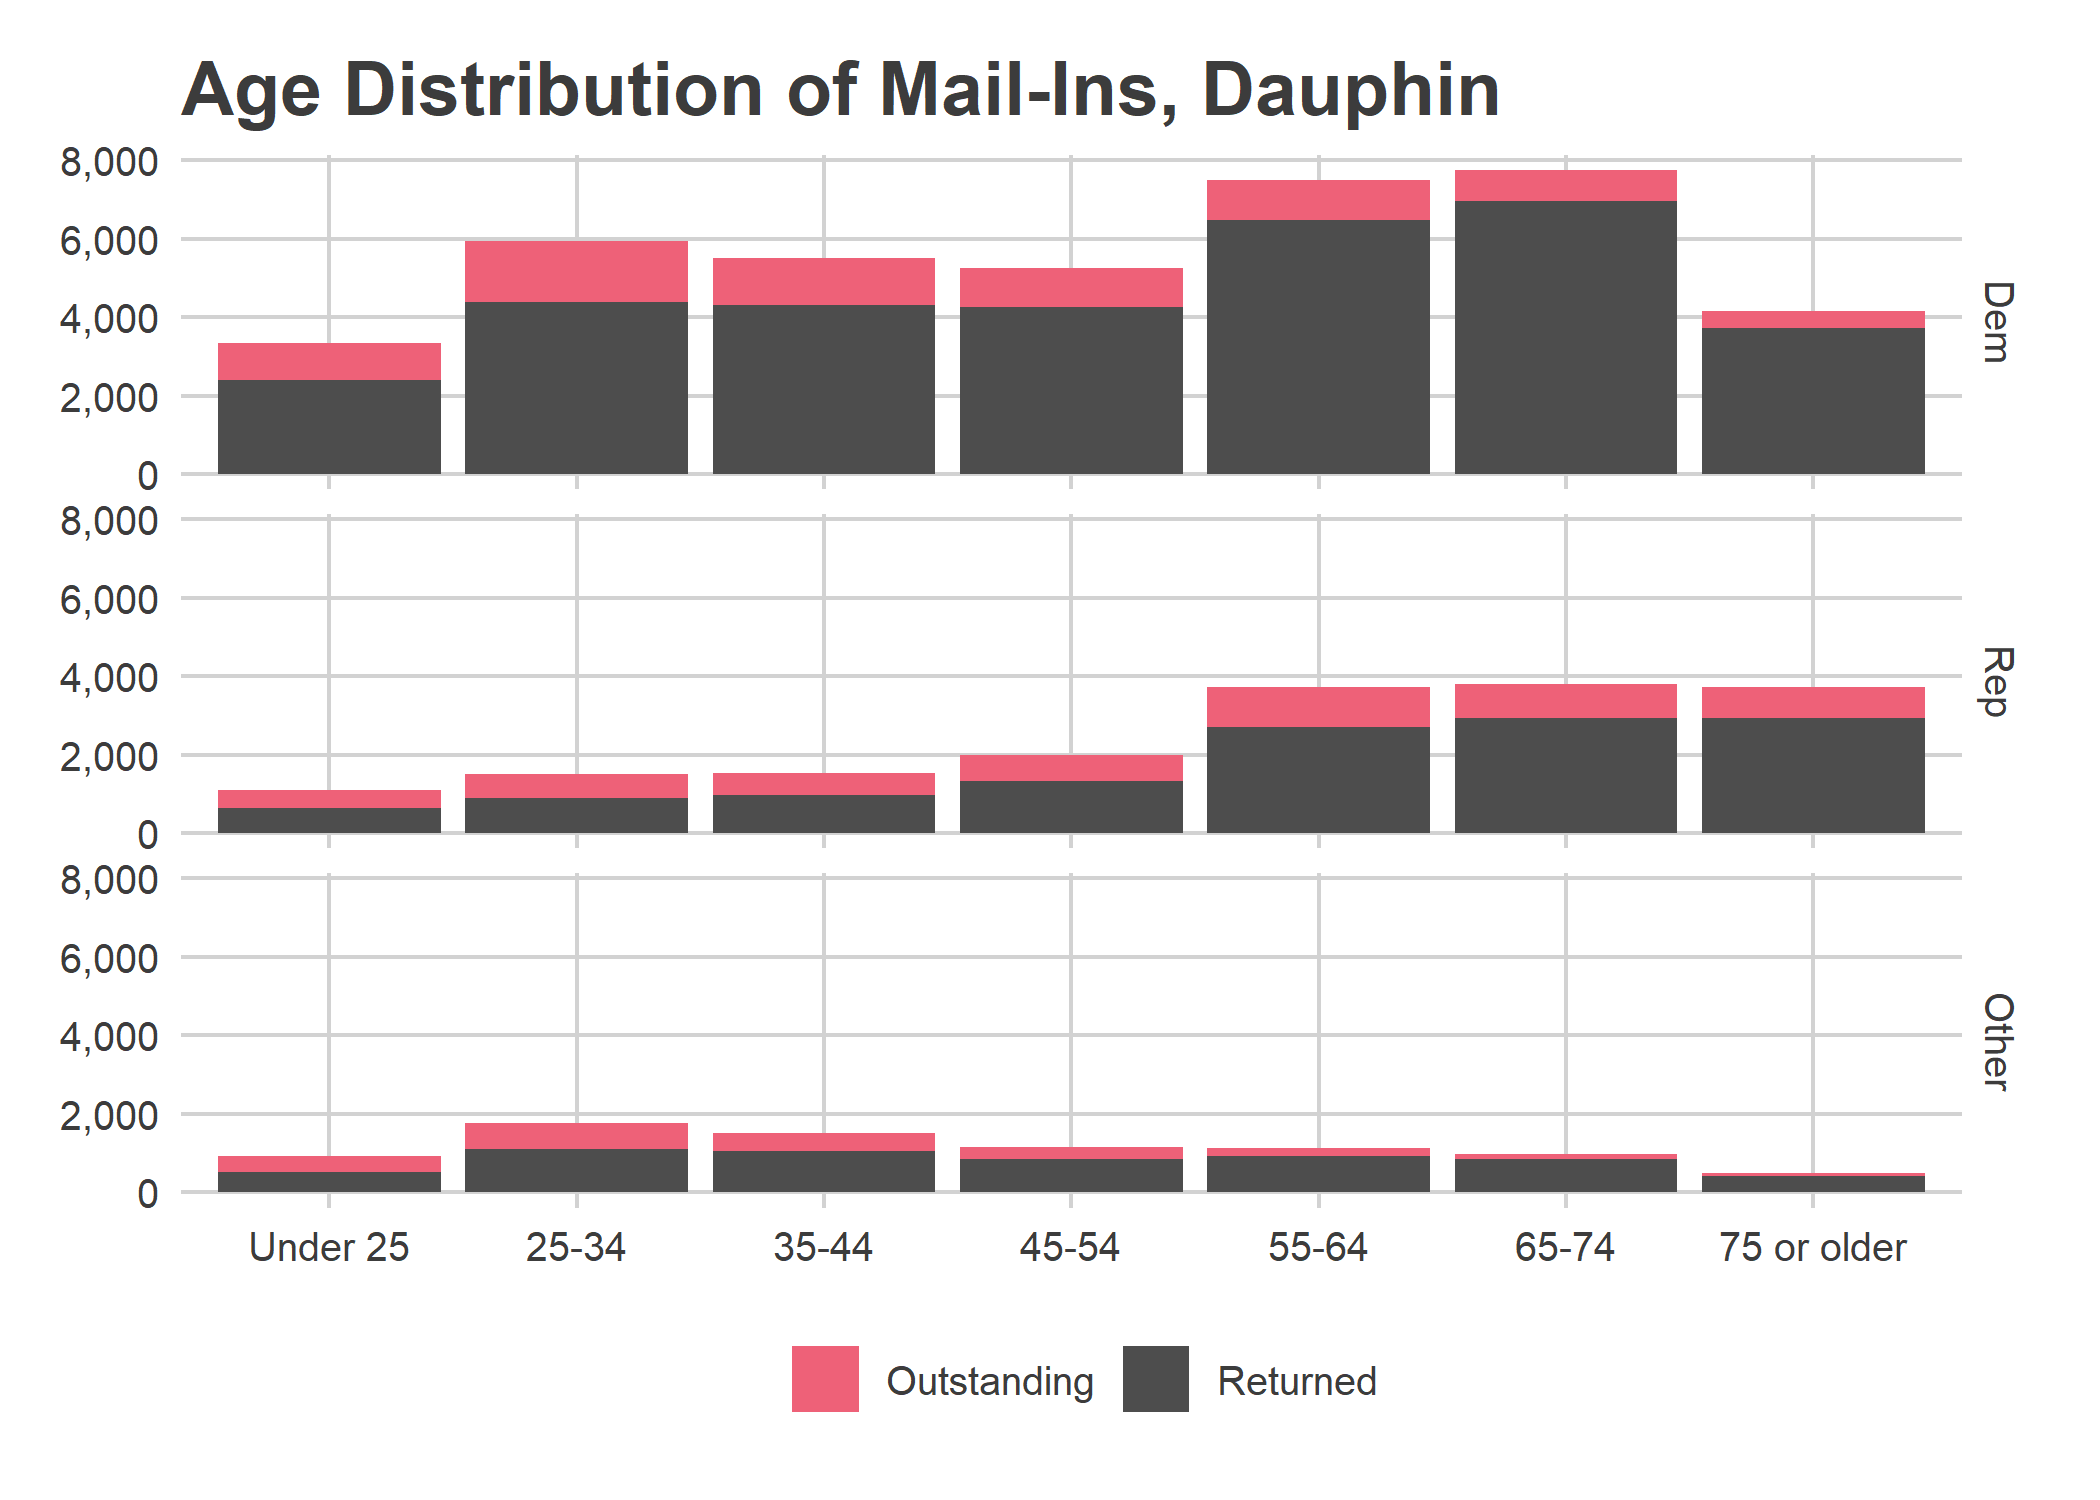 Age Distribution of Mail-Ins, Dauphin
8,000
6,000
4,000
2,000
0
Dem
8,000
6,000
4,000
2,000
0
Rep
8,000
6,000
4,000
2,000
0
Other
Under 25 25-34 35-44 45-54 55-64 65-74 75 or older
Outstanding Returned